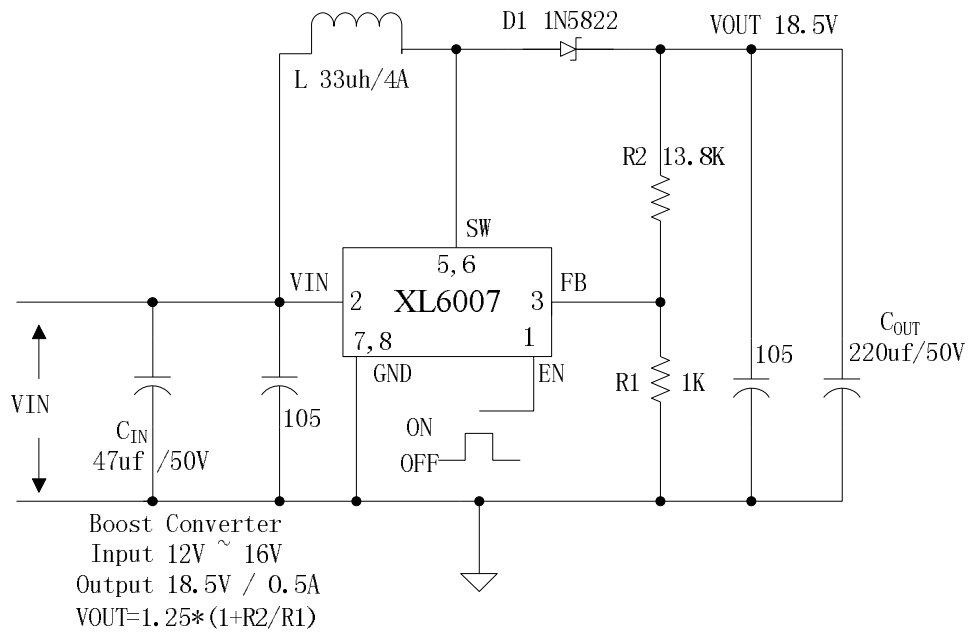 D1 1N5822
VOUT 18.5V
L 33uh/4A
R2 13.8K
SW
5,6
VIN
2
XL6007
3
FB
7,8
1
GND
EN
COUT
220uf/50V
105
R1 1K
VIN
105
CIN
47uf /50V
ON
OFF
Boost Converter
Input 12V ~ 16V
Output 18.5V / 0.5A
VOUT=1.25*(1+R2/R1)